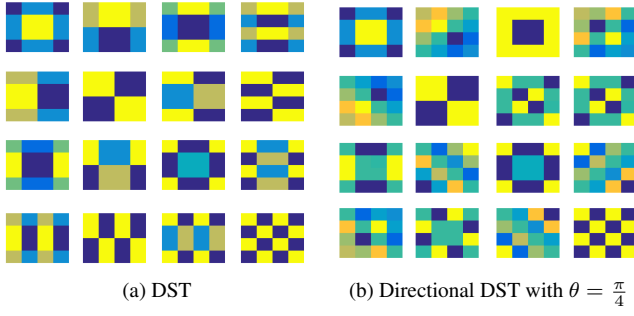 (a) DST
(b) Directional DST with θ = π/4